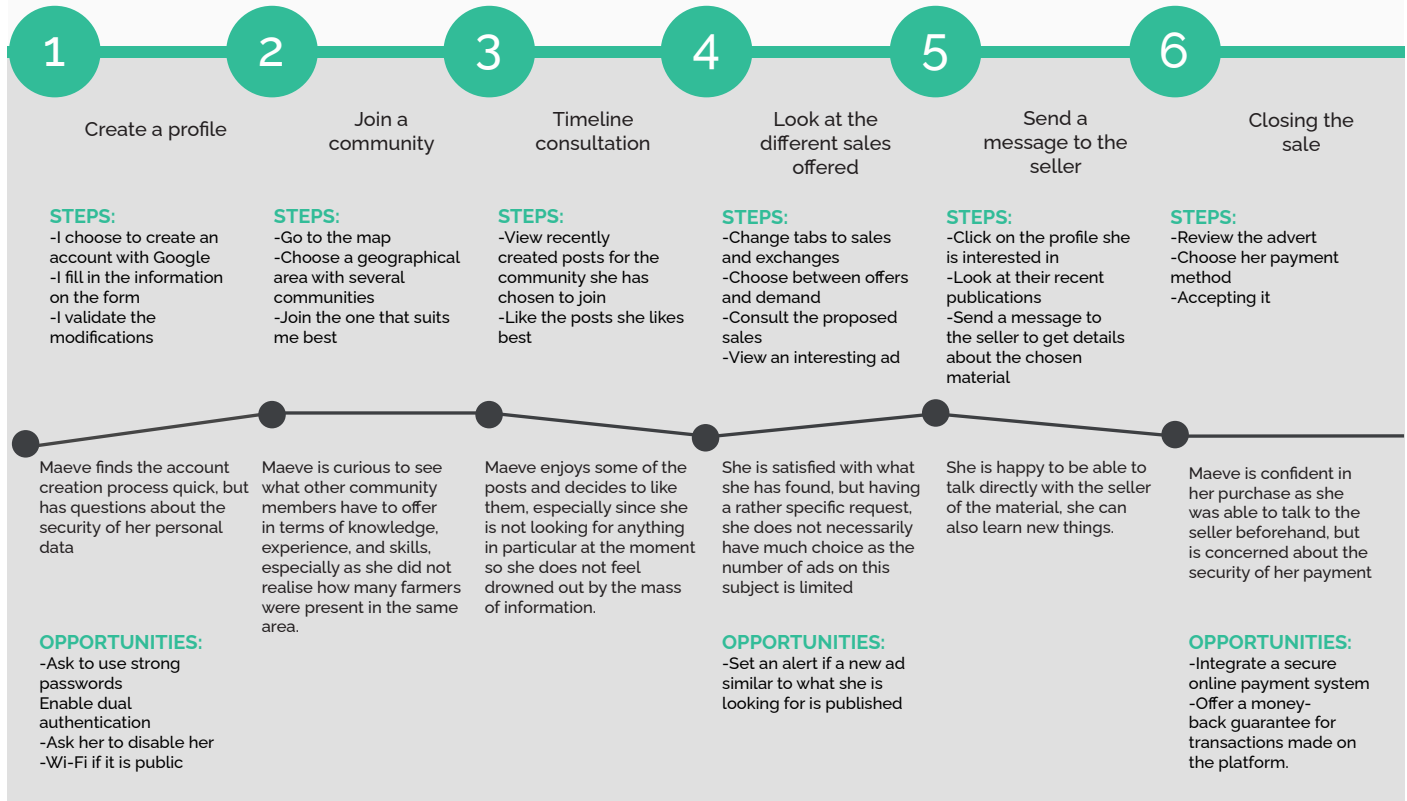 1
2
3
4
5
6
Create a profile
Join a
community
Timeline
consultation
Look at the
different sales
offered
Send a
message to the
seller
Closing the
sale
STEPS:
-I choose to create an
account with Google
-I fill in the information
on the form
-I validate the
modifications
STEPS:
-Go to the map
-Choose a geographical
area with several
communities
-Join the one that suits
me best
STEPS:
-View recently
created posts for the
community she has
chosen to join
-Like the posts she likes
best
STEPS:
-Change tabs to sales
and exchanges
-Choose between offers
and demand
-Consult the proposed
sales
-View an interesting ad
STEPS:
-Click on the profile she
is interested in
-Look at their recent
publications
-Send a message to
the seller to get details
about the chosen
material
STEPS:
-Review the advert
-Choose her payment
method
-Accepting it
Maeve finds the account
creation process quick, but
has questions about the
security of her personal
data
Maeve is curious to see
what other community
members have to offer
in terms of knowledge,
experience, and skills,
especially as she did not
realise how many farmers
were present in the same
area.
Maeve enjoys some of the
posts and decides to like
them, especially since she
is not looking for anything
in particular at the moment
so she does not feel
drowned out by the mass
of information.
She is satisfied with what
she has found, but having
a rather specific request,
she does not necessarily
have much choice as the
number of ads on this
subject is limited
She is happy to be able to
talk directly with the seller
of the material, she can
also learn new things.
Maeve is confident in
her purchase as she
was able to talk to the
seller beforehand, but
is concerned about the
security of her payment
OPPORTUNITIES:
-Ask to use strong
passwords
Enable dual
authentication
-Ask her to disable her
-Wi-Fi if it is public
OPPORTUNITIES:
-Set an alert if a new ad
similar to what she is
looking for is published
OPPORTUNITIES:
-Integrate a secure
online payment system
-Offer a money-
back guarantee for
transactions made on
the platform.